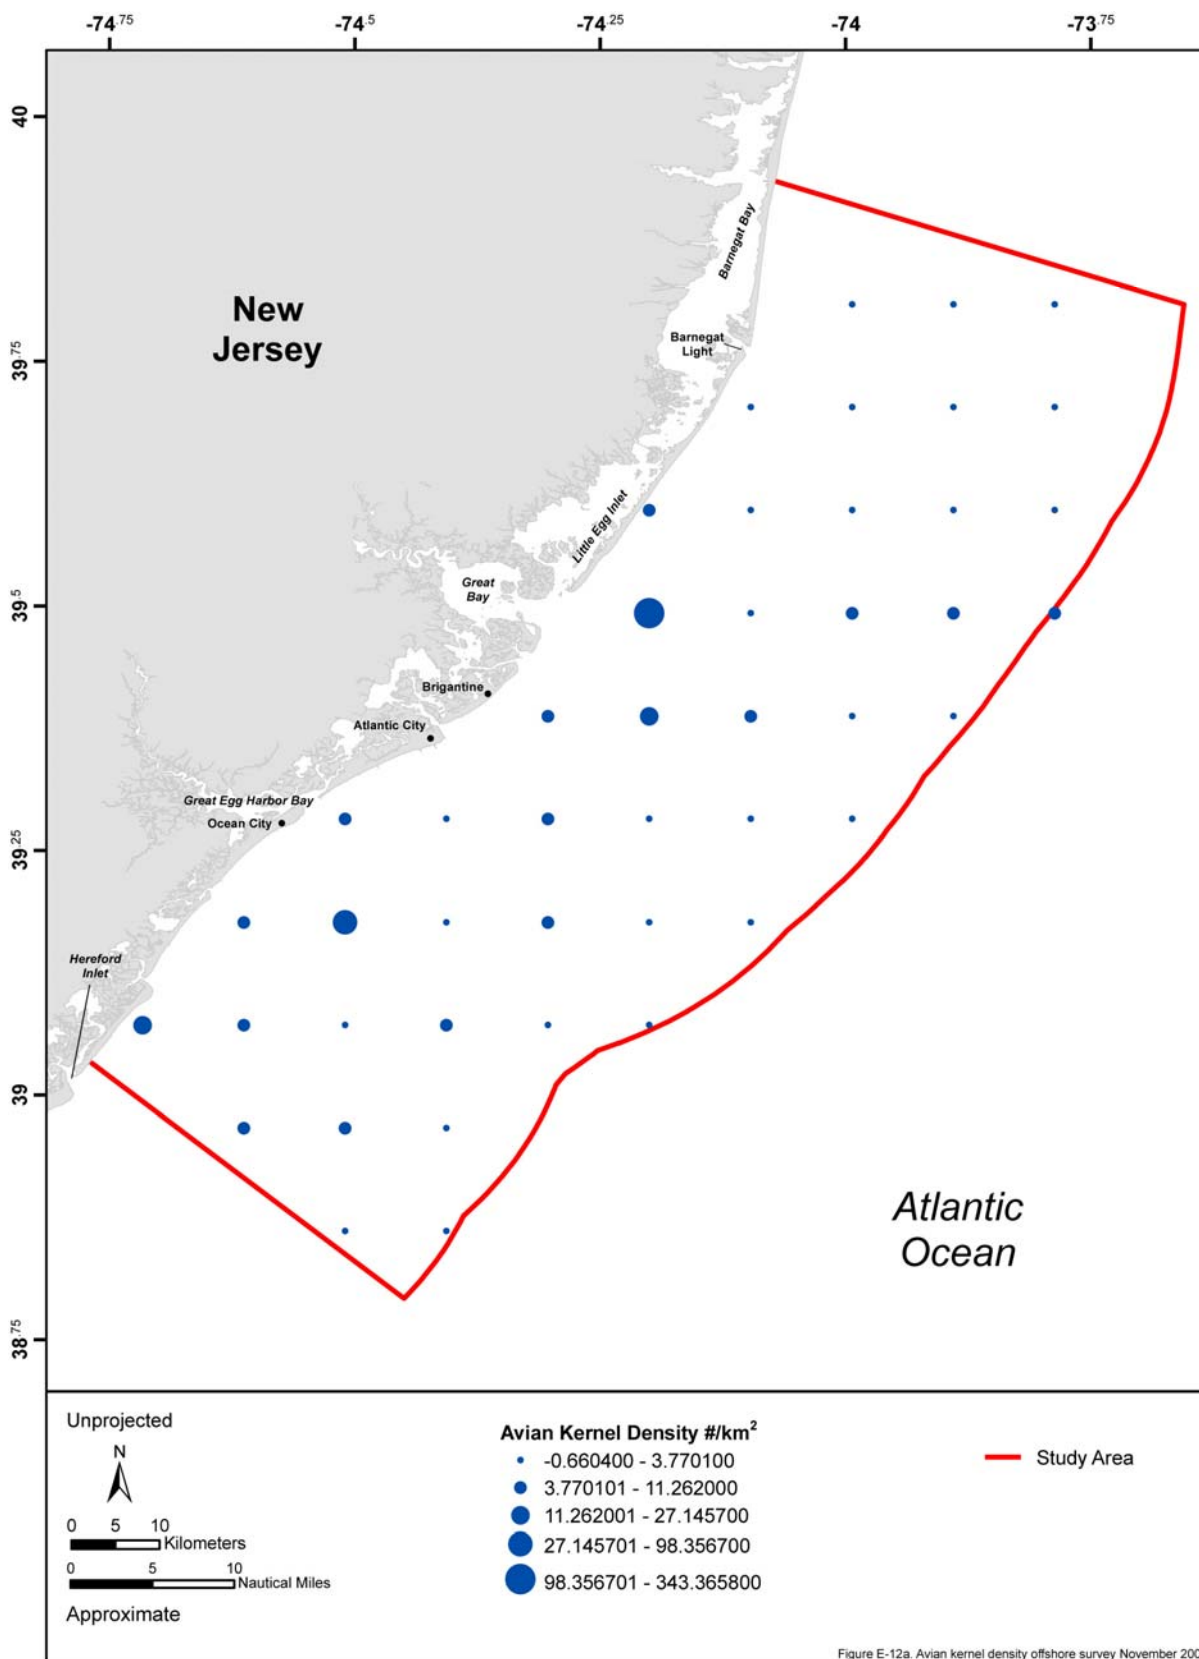 -74.75 -74.5 -74.25 -74 -73.75
40
39.75
39.5
39.25
39
38.75
New
Jersey
Barnegat Bay
Barnegat
Light
Little Egg Inlet
Great
Bay
Brigantine
Atlantic City
Great Egg Harbor Bay
Ocean City
Hereford
Inlet
Atlantic
Ocean
Unprojected
N
0 5 10
Kilometers
0 5 10
Nautical Miles
Approximate
Avian Kernel Density #/km²
-0.660400 - 3.770100
3.770101 - 11.262000
11.262001 - 27.145700
27.145701 - 98.356700
98.356701 - 343.365800
Study Area
Figure E-12a. Avian kernel density offshore survey November 200